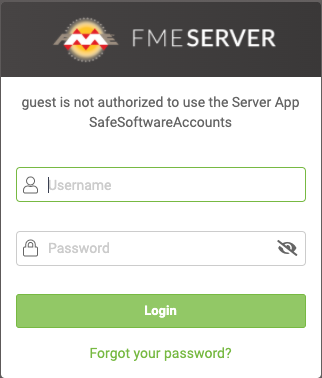 FMESERVER
guest is not authorized to use the Server App
SafeSoftwareAccounts
Username
Password
Login
Forgot your password?